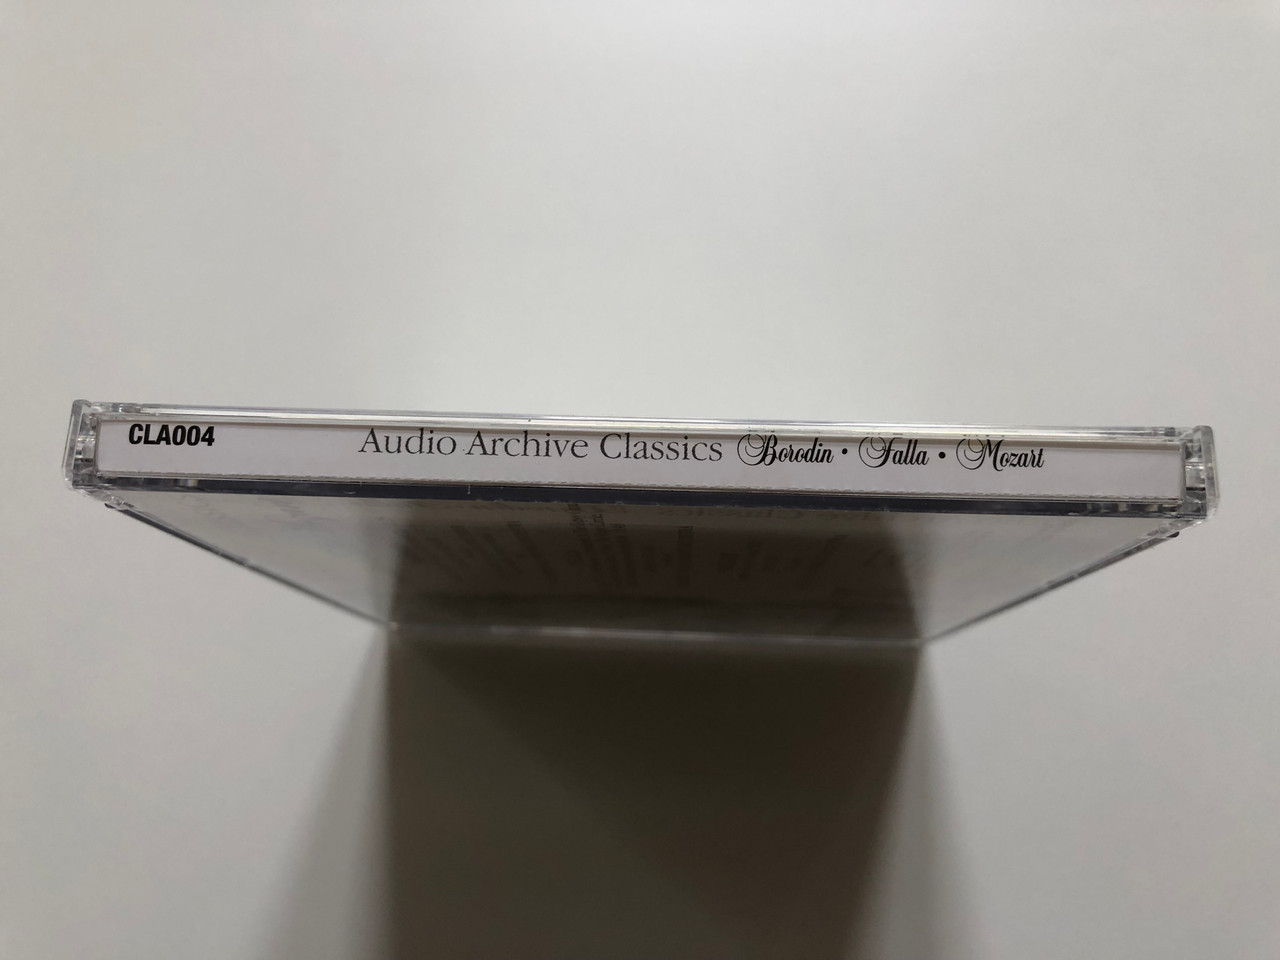 CLA004 Audio Archive Classics Borodin • Falla • Mozart